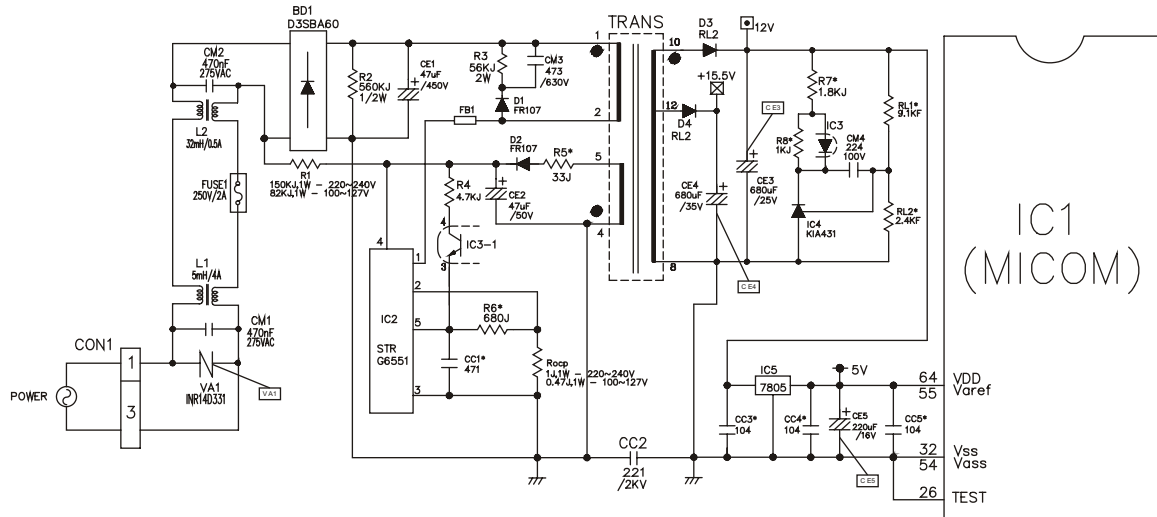 BD1
D3SBA60
TRANS
D3
RL2
12V
CM2
470nF
275VAC
R2
560KJ
1/2W
CE1
47uF
/450V
R3
56KJ
2W
CM3
473
/630V
1
10
+15.5V
R7*
1.8KJ
RL1*
9.1KF
D1
FR107
FB1
2
12
D4
RL2
CE3
IC3
R8*
1KJ
CM4
224
100V
L2
32mH/0.5A
D2
FR107
R5*
33J
5
R1
150KJ,1W - 220~240V
82KJ,1W - 100~127V
R4
4.7KJ
CE2
47uF
/50V
CE4
680uF
/35V
CE3
680uF
/25V
IC4
KIA431
RL2*
2.4KF
FUSE1
250V/2A
4
IC3-1
3
4
4
8
CE4
IC1
(MICOM)
L1
5mH/4A
1
2
IC2
5
STR
G6551
3
R6*
680J
CC1*
471
Rocp
1J,1W - 220~240V
0.47J,1W - 100~127V
CM1
470nF
275VAC
CON1
1
3
POWER
VA1
INR14D331
VA1
IC5
7805
5V
64
55
VDD
Varef
CC3*
104
CC4*
104
CE5
220uF
/16V
CC5*
104
CC2
221
/2KV
32
54
Vss
Vass
CE5
26
TEST